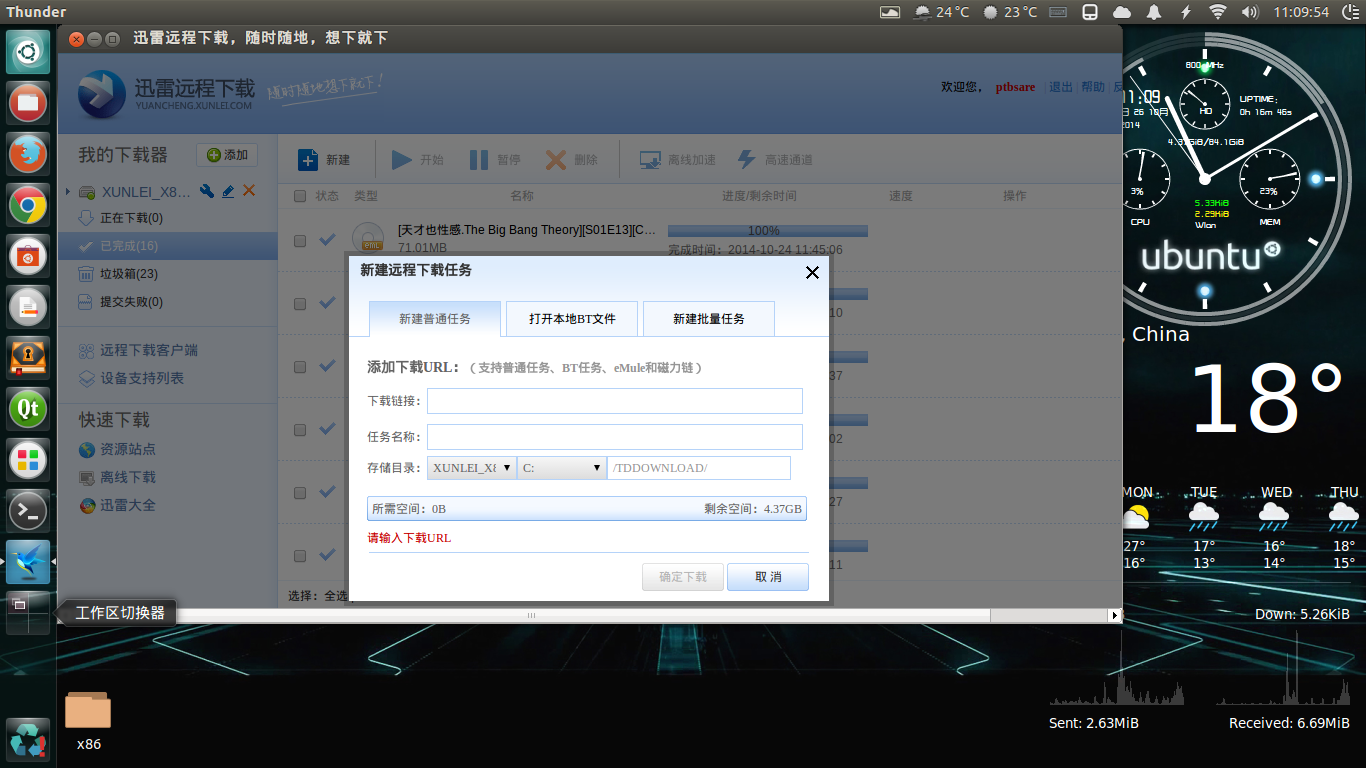 Thunder
24 °C
23 °C
11:09:54
迅雷远程下载，随时随地，想下就下
迅雷远程下载
YUANCHENG.XUNLEI.COM
随时随地想下就下！
欢迎您，
ptbsare
退出
帮助
我的下载器
添加
XUNLEI_X8...
正在下载(0)
已完成(16)
垃圾箱(23)
提交失败(0)
远程下载客户端
设备支持列表
快速下载
资源站点
离线下载
迅雷大全
新建
开始
暂停
删除
离线加速
高速通道
状态
类型
名称
进度/剩余时间
速度
操作
[天才也性感.The Big Bang Theory][S01E13][C...
71.01MB
100%
完成时间：2014-10-24 11:45:06
10
37
02
27
11
选择：全选
新建远程下载任务
新建普通任务
打开本地BT文件
新建批量任务
添加下载URL：（支持普通任务、BT任务、eMule和磁力链）
下载链接：
任务名称：
存储目录：
XUNLEI_X8
C:
/TDDOWNLOAD/
所需空间：0B
剩余空间：4.37GB
请输入下载URL
确定下载
取 消
工作区切换器
x86
800 MHz
11:09
日 26 10月
2014
HD
UPTIME:
0h 16m 46s
4.37GiB/84.1GiB
3%
CPU
23%
MEM
5.33KiB
2.29KiB
Wlan
ubuntu
, China
18°
MON
TUE
WED
THU
27°
17°
16°
18°
16°
13°
14°
15°
Down: 5.26KiB
Sent: 2.63MiB
Received: 6.69MiB